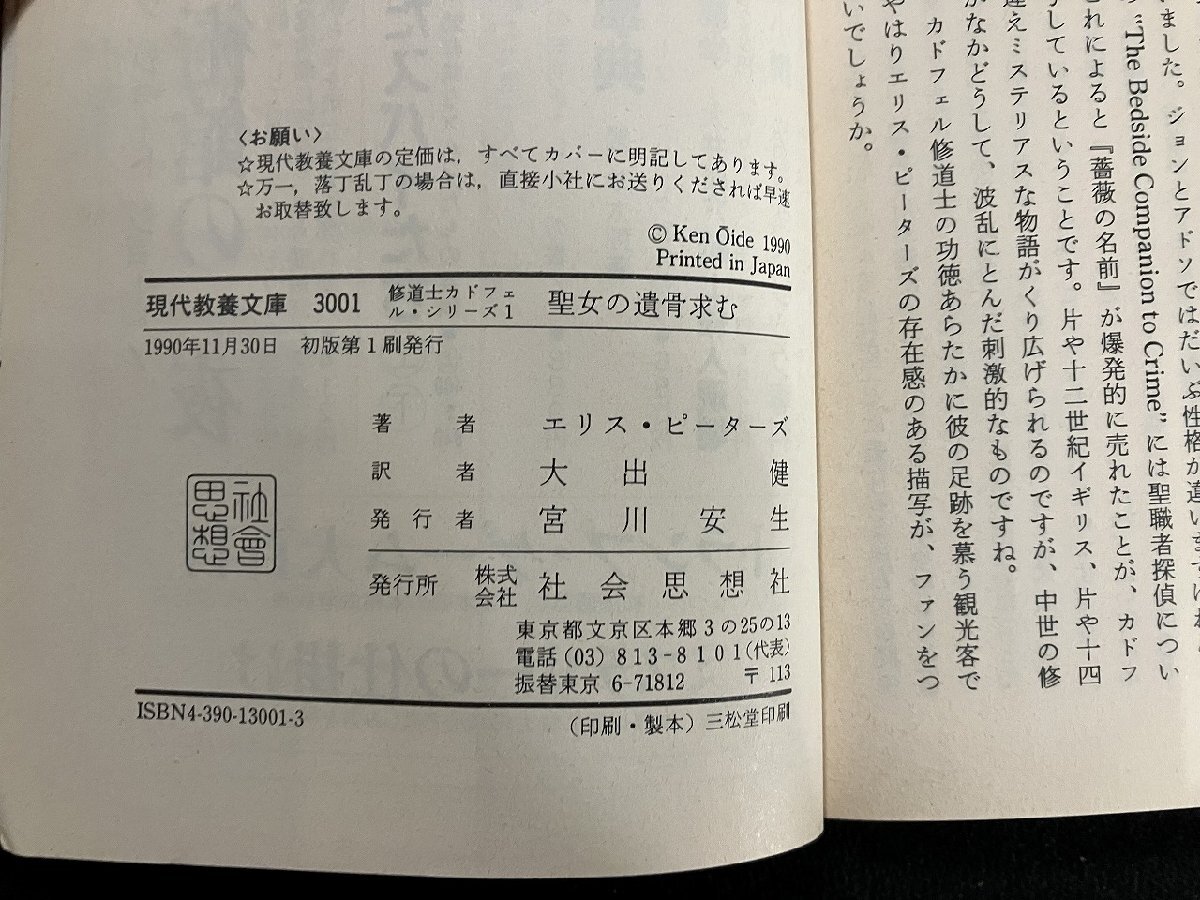 〈お願い〉
☆現代教養文庫の定価は，すべてカバーに明記してあります。
☆万一，落丁乱丁の場合は，直接小社にお送りくだされば早速
お取替致します。
© Ken Ōide 1990
Printed in Japan
現代教養文庫 3001 修道士カドフェル・シリーズ1 聖女の遺骨求む
1990年11月30日 初版第1刷発行
著者 エリス・ピーターズ
訳者 大出健
発行者 宮川安生
発行所 株式会社 社会思想社
東京都文京区本郷3の25の13
電話(03) 813-8101(代表)
振替東京 6-71812 〒113
社會思想
ISBN4-390-13001-3
(印刷・製本) 三松堂印刷
いました。ジョンとアドソではだいぶ性格が違いますけれ
“The Bedside Companion to Crime”には聖職者探偵につい
れによると『薔薇の名前』が爆発的に売れたことが、カドフ
しているということです。片や十二世紀イギリス、片や十四
違えミステリアスな物語がくり広げられるのですが、中世の修
なかどうして、波乱にとんだ刺激的なものですね。
カドフェル修道士の功徳あらたかに彼の足跡を慕う観光客で
やはりエリス・ピーターズの存在感のある描写が、ファンをつ
いでしょうか。